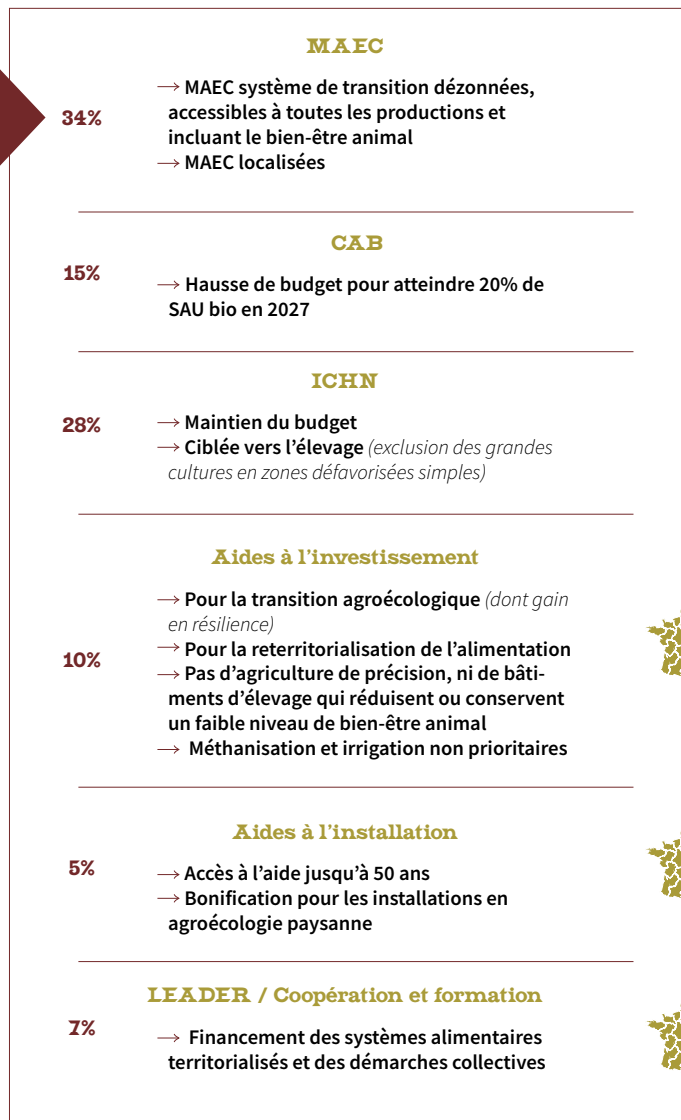 MAEC
34%
→ MAEC système de transition dézonnées,
accessibles à toutes les productions et
incluant le bien-être animal
→ MAEC localisées
CAB
15%
→ Hausse de budget pour atteindre 20% de
SAU bio en 2027
ICHN
28%
→ Maintien du budget
→ Ciblée vers l'élevage (exclusion des grandes
cultures en zones défavorisées simples)
Aides à l'investissement
10%
→ Pour la transition agroécologique (dont gain
en résilience)
→ Pour la reterritorialisation de l'alimentation
→ Pas d'agriculture de précision, ni de bâti-
ments d'élevage qui réduisent ou conservent
un faible niveau de bien-être animal
→ Méthanisation et irrigation non prioritaires
Aides à l'installation
5%
→ Accès à l'aide jusqu'à 50 ans
→ Bonification pour les installations en
agroécologie paysanne
LEADER / Coopération et formation
7%
→ Financement des systèmes alimentaires
territorialisés et des démarches collectives